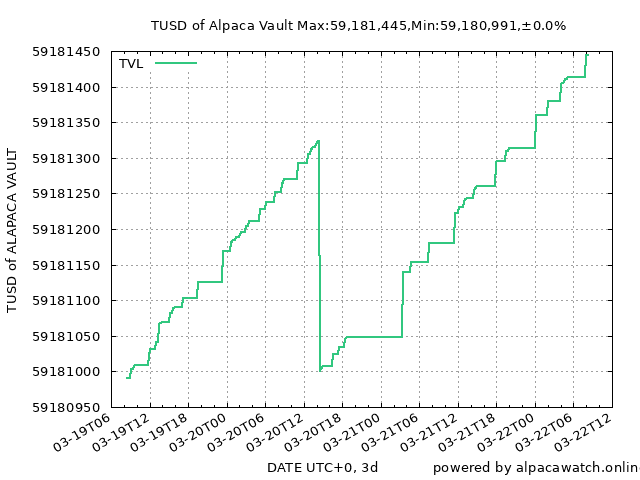 TUSD of Alpaca Vault Max:59,181,445,Min:59,180,991,±0.0%
TUSD of ALAPACA VAULT
TVL
59181450
59181400
59181350
59181300
59181250
59181200
59181150
59181100
59181050
59181000
59180950
03-19T06
03-19T12
03-19T18
03-20T00
03-20T06
03-20T12
03-20T18
03-21T00
03-21T06
03-21T12
03-21T18
03-22T00
03-22T06
03-22T12
DATE UTC+0, 3d
powered by alpacawatch.onlin